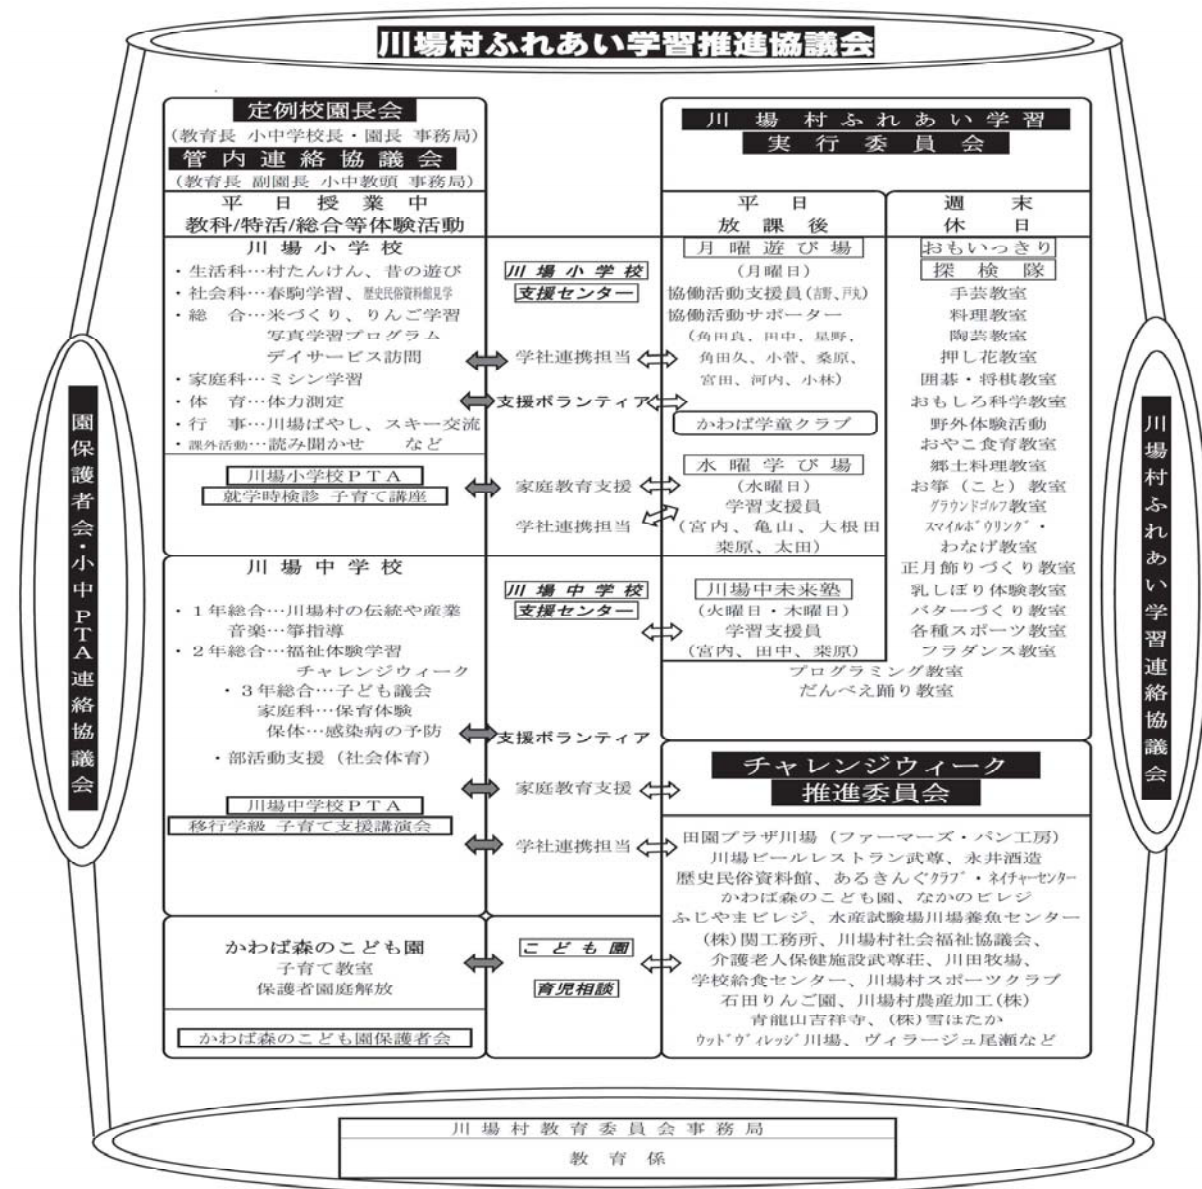 川場村ふれあい学習推進協議会
定例校園長会
(教育長 小中学校長・園長 事務局)
管内連絡協議会
(教育長 副園長 小中教頭 事務局)
平日授業中
教科/特活/総合等体験活動
川場小学校
・生活科…村たんけん、昔の遊び
・社会科…春駒学習、歴史民俗資料館見学
・総 合…米づくり、りんご学習
写真学習プログラム
デイサービス訪問
・家庭科…ミシン学習
・体 育…体力測定
・行 事…川場ばやし、スキー交流
・課外活動…読み聞かせ など
川場小学校PTA
就学時検診 子育て講座
川場中学校
・1年総合…川場村の伝統や産業
音楽…箏指導
・2年総合…福祉体験学習
チャレンジウィーク
・3年総合…子ども議会
家庭科…保育体験
保体…感染病の予防
・部活動支援(社会体育)
川場中学校PTA
移行学級 子育て支援講演会
かわば森のこども園
子育て教室
保護者園庭解放
かわば森のこども園保護者会
川場小学校
支援センター
学社連携担当
支援ボランティア
家庭教育支援
学社連携担当
川場中学校
支援センター
支援ボランティア
家庭教育支援
学社連携担当
こども園
育児相談
川場村ふれあい学習
実行委員会
平日
放課後
月曜遊び場
(月曜日)
協働活動支援員(吉野、戸丸)
協働活動サポーター
(角田良、田中、星野、
角田久、小菅、桑原、
宮田、河内、小林)
かわば学童クラブ
水曜学び場
(水曜日)
学習支援員
(宮内、亀山、大根田
桒原、太田)
川場中未来塾
(火曜日・木曜日)
学習支援員
(宮内、田中、桒原)
プログラミング教室
だんべえ踊り教室
週末
休日
おもいっきり
探検隊
手芸教室
料理教室
陶芸教室
押し花教室
囲碁・将棋教室
おもしろ科学教室
野外体験活動
おやこ食育教室
郷土料理教室
お箏(こと)教室
グラウンドゴルフ教室
スマイルボウリング・
わなげ教室
正月飾りづくり教室
乳しぼり体験教室
バターづくり教室
各種スポーツ教室
フラダンス教室
チャレンジウィーク
推進委員会
田園プラザ川場(ファーマーズ・パン工房)
川場ビールレストラン武尊、永井酒造
歴史民俗資料館、あるきんぐクラブ・ネイチャーセンター
かわば森のこども園、なかのビレジ
ふじやまビレジ、水産試験場川場養魚センター
(株)関工務所、川場村社会福祉協議会、
介護老人保健施設武尊荘、川田牧場、
学校給食センター、川場村スポーツクラブ
石田りんご園、川場村農産加工(株)
青龍山吉祥寺、(株)雪ほたか
ウッドヴィレッジ川場、ヴィラージュ尾瀬など
園保護者会・小中PTA連絡協議会
川場村ふれあい学習連絡協議会
川場村教育委員会事務局
教育係